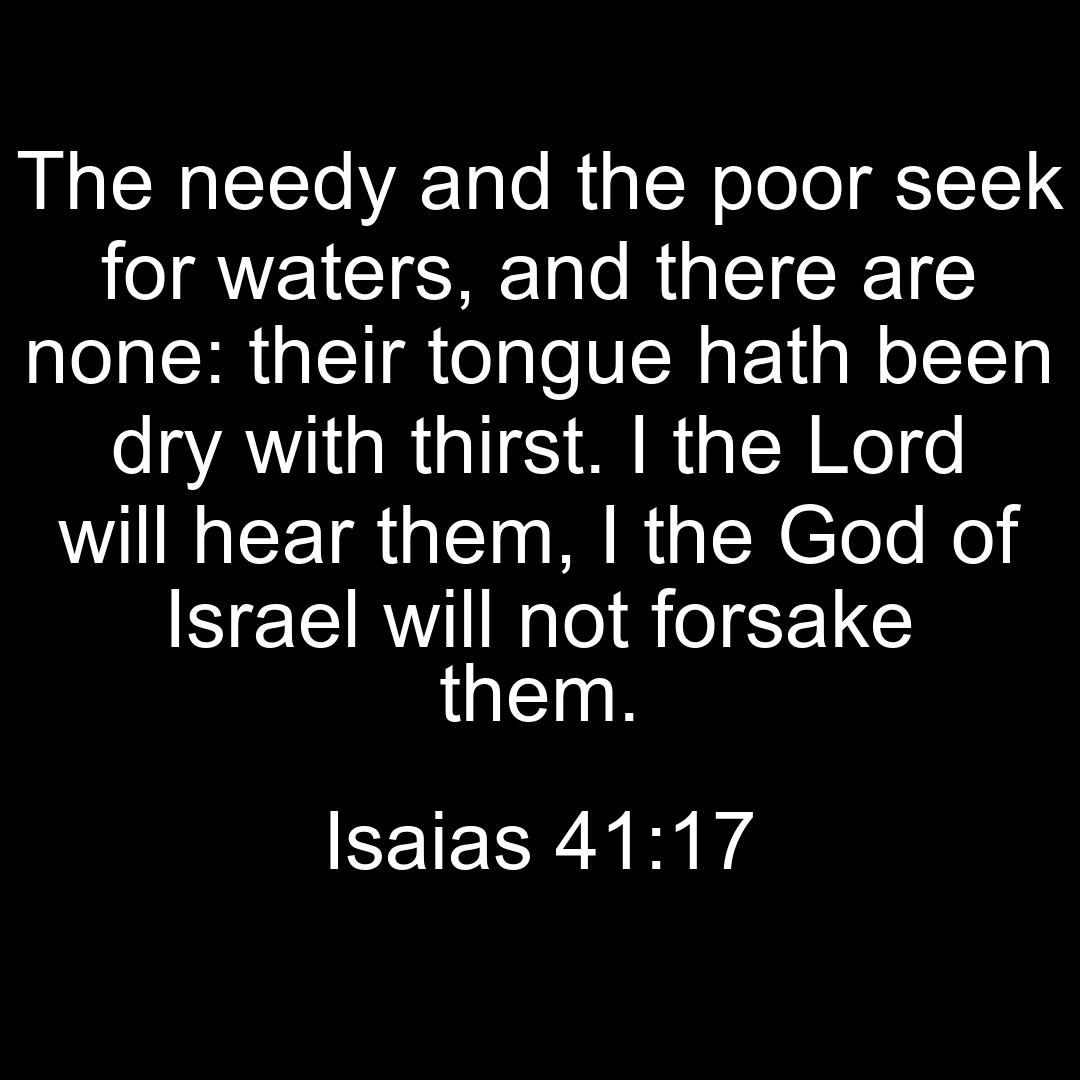 The needy and the poor seek
for waters, and there are
none: their tongue hath been
dry with thirst. I the Lord
will hear them, I the God of
Israel will not forsake
them.
Isaias 41:17